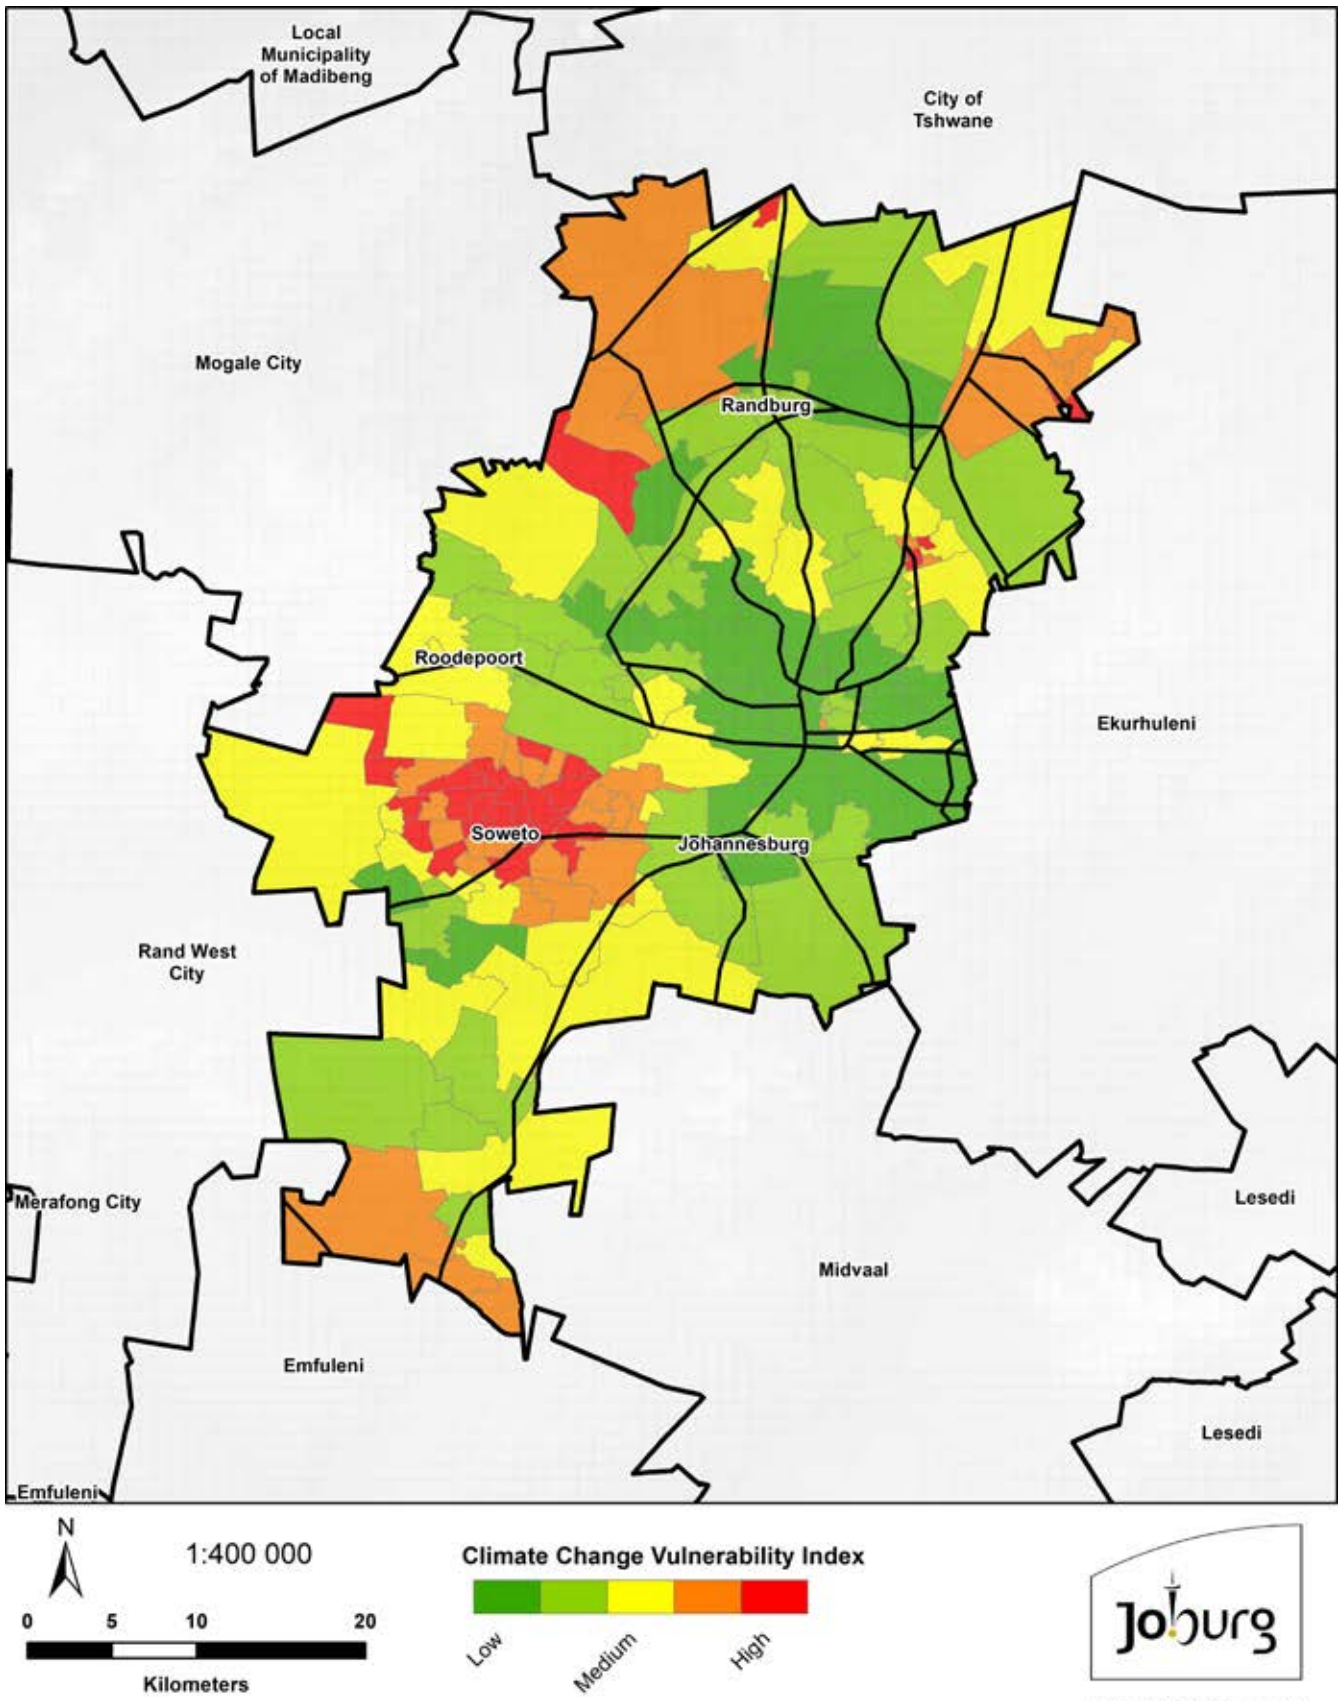 Local
Municipality
of Madibeng
City of
Tshwane
Mogale City
Randburg
Roodepoort
Ekurhuleni
Soweto
Johannesburg
Rand West
City
Merafong City
Lesedi
Midvaal
Emfuleni
Lesedi
Emfuleni
N
1:400 000
0 5 10 20
Kilometers
Climate Change Vulnerability Index
Low
Medium
High
Joburg